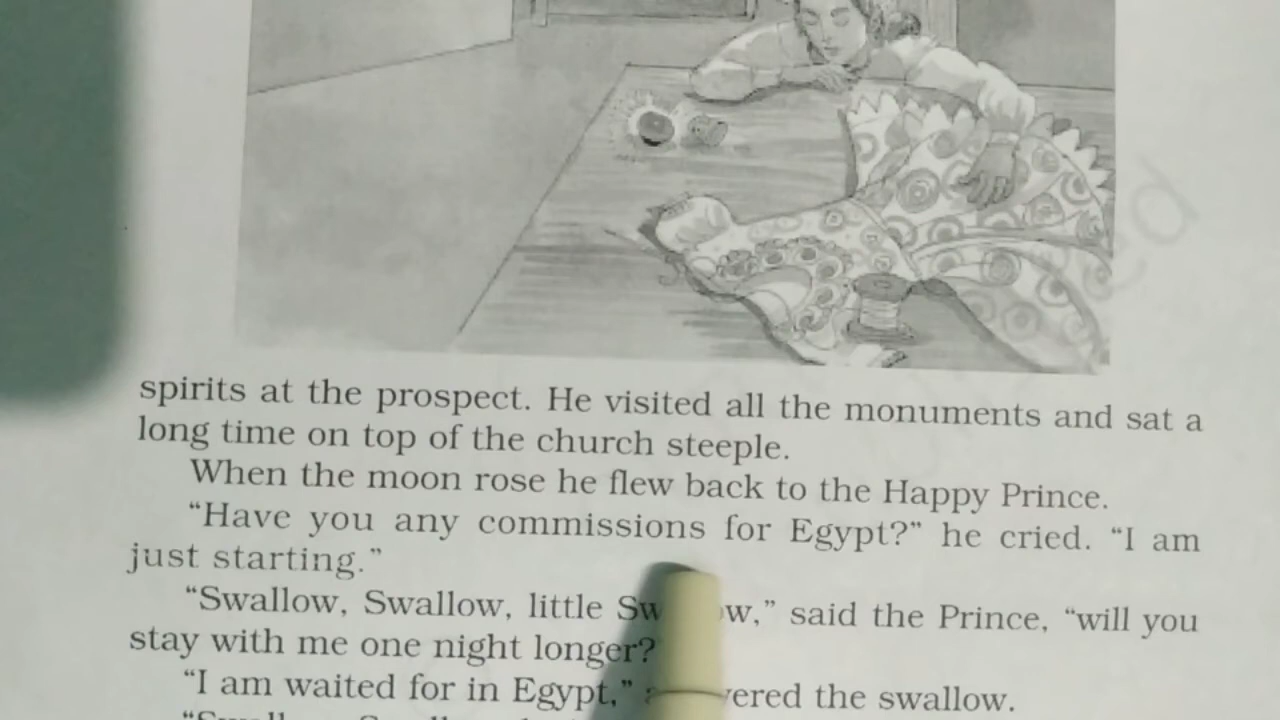 spirits at the prospect. He visited all the monuments and sat a
long time on top of the church steeple.
When the moon rose he flew back to the Happy Prince.
“Have you any commissions for Egypt?” he cried. “I am
just starting.”
“Swallow, Swallow, little said the Prince, “will you
stay with me one night longer?
“I am waited for in Egypt,” the swallow.